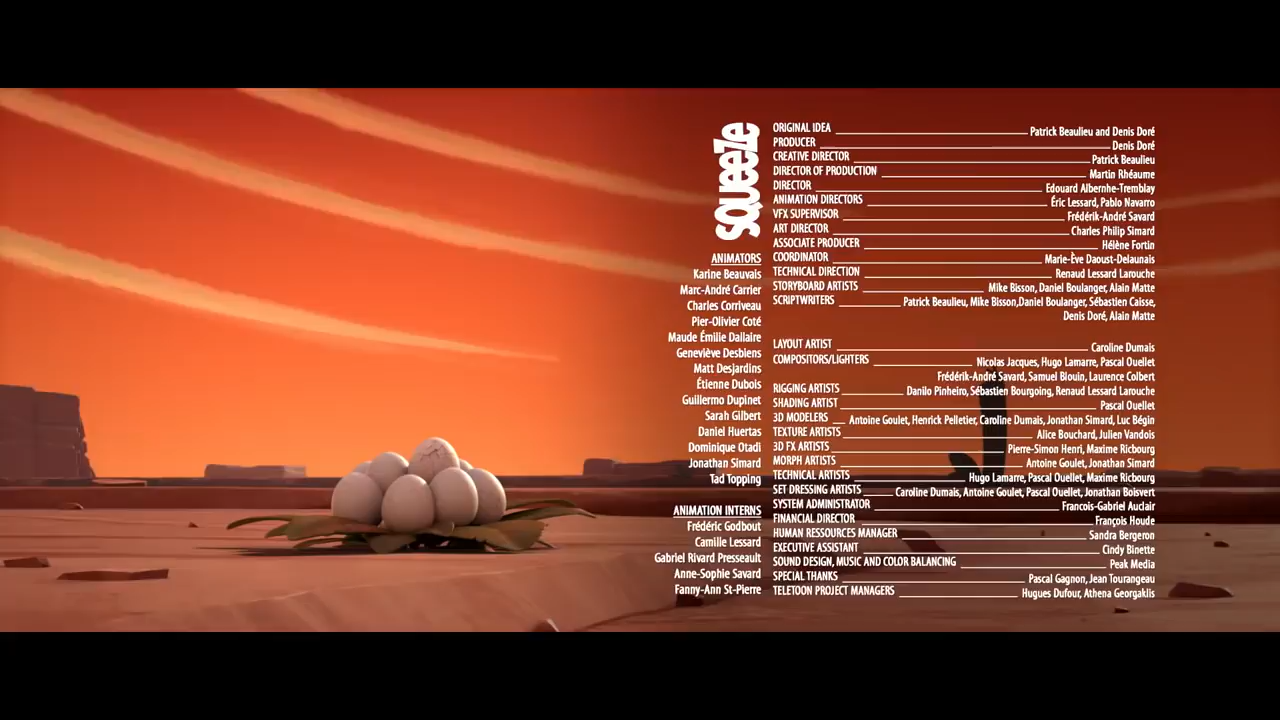 squeeze
ORIGINAL IDEA Patrick Beaulieu and Denis Doré
PRODUCER Denis Doré
CREATIVE DIRECTOR Patrick Beaulieu
DIRECTOR OF PRODUCTION Martin Rhéaume
DIRECTOR Edouard Albernhe-Tremblay
ANIMATION DIRECTORS Éric Lessard, Pablo Navarro
VFX SUPERVISOR Frédérik-André Savard
ART DIRECTOR Charles Philip Simard
ASSOCIATE PRODUCER Hélène Fortin
COORDINATOR Marie-Ève Daoust-Delaunais
TECHNICAL DIRECTION Renaud Lessard Larouche
STORYBOARD ARTISTS Mike Bisson, Daniel Boulanger, Alain Matte
SCRIPTWRITERS Patrick Beaulieu, Mike Bisson,Daniel Boulanger, Sébastien Caisse,
Denis Doré, Alain Matte
LAYOUT ARTIST Caroline Dumais
COMPOSITORS/LIGHTERS Nicolas Jacques, Hugo Lamarre, Pascal Ouellet
Frédérik-André Savard, Samuel Blouin, Laurence Colbert
RIGGING ARTISTS Danilo Pinheiro, Sébastien Bourgoing, Renaud Lessard Larouche
SHADING ARTIST Pascal Ouellet
3D MODELERS Antoine Goulet, Henrick Pelletier, Caroline Dumais, Jonathan Simard, Luc Bégin
TEXTURE ARTISTS Alice Bouchard, Julien Vandois
3D FX ARTISTS Pierre-Simon Henri, Maxime Ricbourg
MORPH ARTISTS Antoine Goulet, Jonathan Simard
TECHNICAL ARTISTS Hugo Lamarre, Pascal Ouellet, Maxime Ricbourg
SET DRESSING ARTISTS Caroline Dumais, Antoine Goulet, Pascal Ouellet, Jonathan Boisvert
SYSTEM ADMINISTRATOR Francois-Gabriel Auclair
FINANCIAL DIRECTOR François Houde
HUMAN RESSOURCES MANAGER Sandra Bergeron
EXECUTIVE ASSISTANT Cindy Binette
SOUND DESIGN, MUSIC AND COLOR BALANCING Peak Media
SPECIAL THANKS Pascal Gagnon, Jean Tourangeau
TELETOON PROJECT MANAGERS Hugues Dufour, Athena Georgaklis
ANIMATORS
Karine Beauvais
Marc-André Carrier
Charles Corriveau
Pier-Olivier Coté
Maude Émilie Dallaire
Geneviève Desbiens
Matt Desjardins
Étienne Dubois
Guillermo Dupinet
Sarah Gilbert
Daniel Huertas
Dominique Otadi
Jonathan Simard
Tad Topping
ANIMATION INTERNS
Frédéric Godbout
Camille Lessard
Gabriel Rivard Presseault
Anne-Sophie Savard
Fanny-Ann St-Pierre